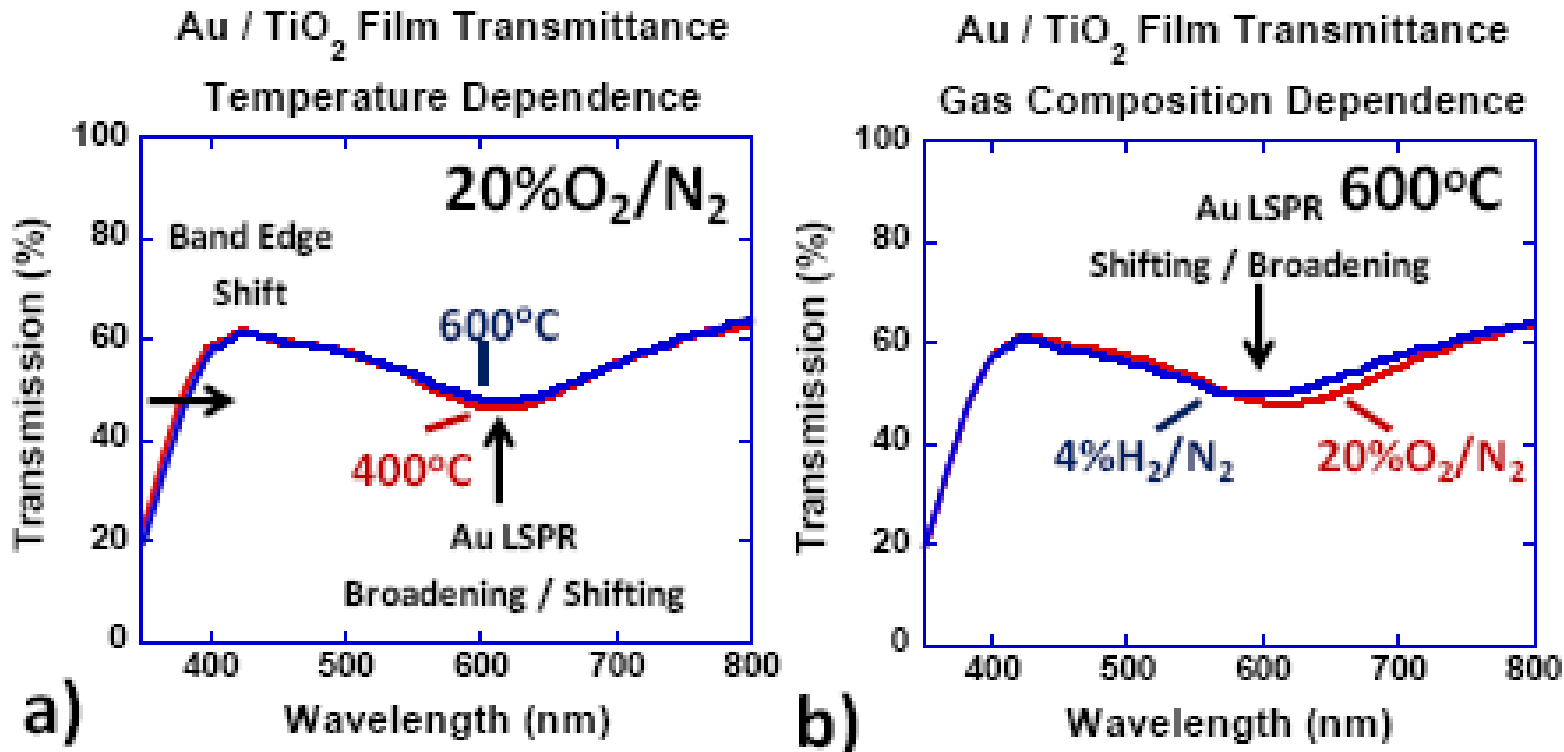 Au / TiO₂ Film Transmittance
Temperature Dependence
100
80
60
40
20
0
Transmission (%)
20%O₂/N₂
Band Edge
Shift
600°C
400°C
Au LSPR
Broadening / Shifting
400 500 600 700 800
Wavelength (nm)
a)
Au / TiO₂ Film Transmittance
Gas Composition Dependence
100
80
60
40
20
0
Transmission (%)
600°C
Au LSPR
Shifting / Broadening
4%H₂/N₂
20%O₂/N₂
400 500 600 700 800
Wavelength (nm)
b)